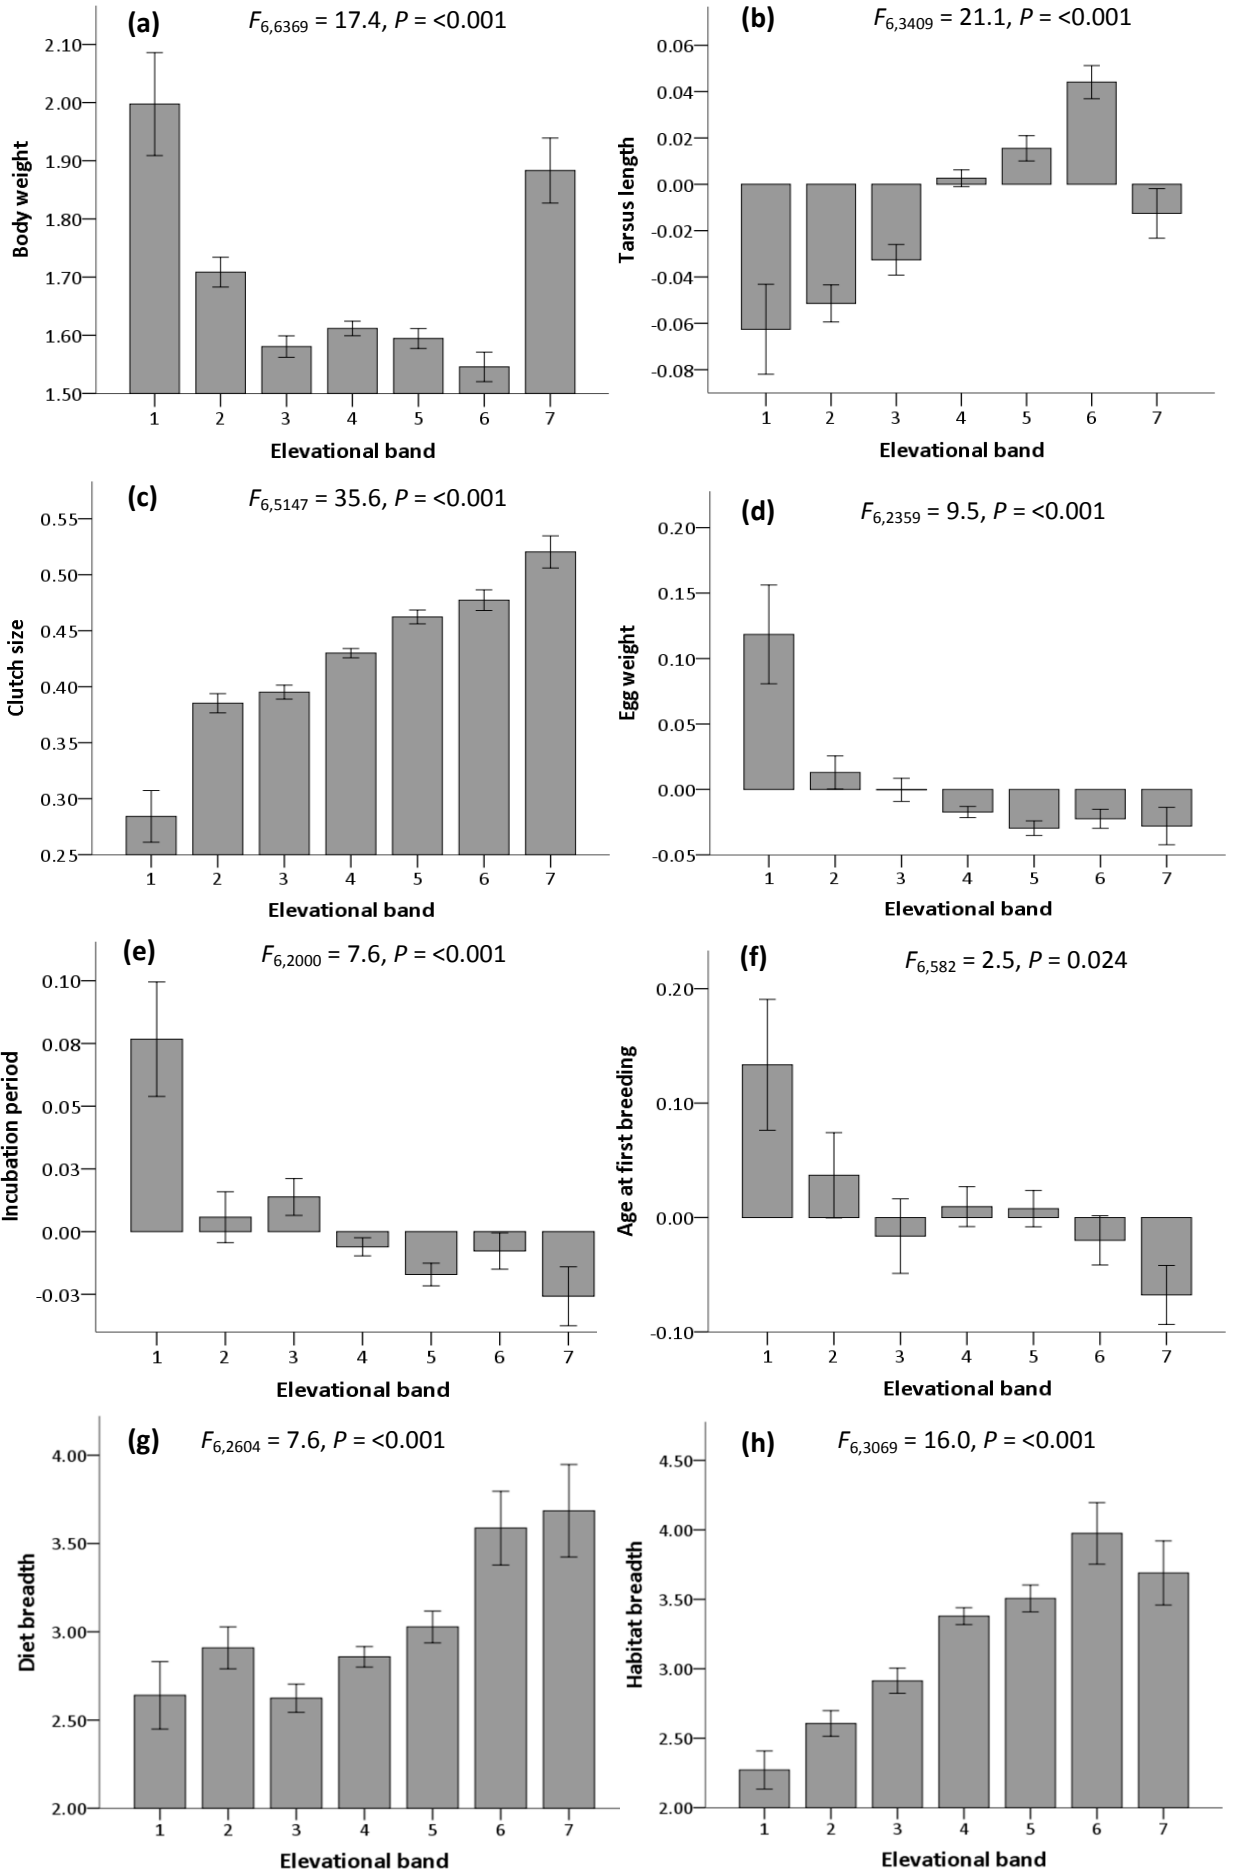 (a)
F6,6369 = 17.4, P = <0.001
2.10
2.00
1.90
1.80
1.70
1.60
1.50
Body weight
1 2 3 4 5 6 7
Elevational band
(b)
F6,3409 = 21.1, P = <0.001
0.06
0.04
0.02
0.00
-0.02
-0.04
-0.06
-0.08
Tarsus length
1 2 3 4 5 6 7
Elevational band
(c)
F6,5147 = 35.6, P = <0.001
0.55
0.50
0.45
0.40
0.35
0.30
0.25
Clutch size
1 2 3 4 5 6 7
Elevational band
(d)
F6,2359 = 9.5, P = <0.001
0.20
0.15
0.10
0.05
0.00
-0.05
Egg weight
1 2 3 4 5 6 7
Elevational band
(e)
F6,2000 = 7.6, P = <0.001
0.10
0.08
0.05
0.03
0.00
-0.03
Incubation period
1 2 3 4 5 6 7
Elevational band
(f)
F6,582 = 2.5, P = 0.024
0.20
0.10
0.00
-0.10
Age at first breeding
1 2 3 4 5 6 7
Elevational band
(g)
F6,2604 = 7.6, P = <0.001
4.00
3.50
3.00
2.50
2.00
Diet breadth
1 2 3 4 5 6 7
Elevational band
(h)
F6,3069 = 16.0, P = <0.001
4.50
4.00
3.50
3.00
2.50
2.00
Habitat breadth
1 2 3 4 5 6 7
Elevational band